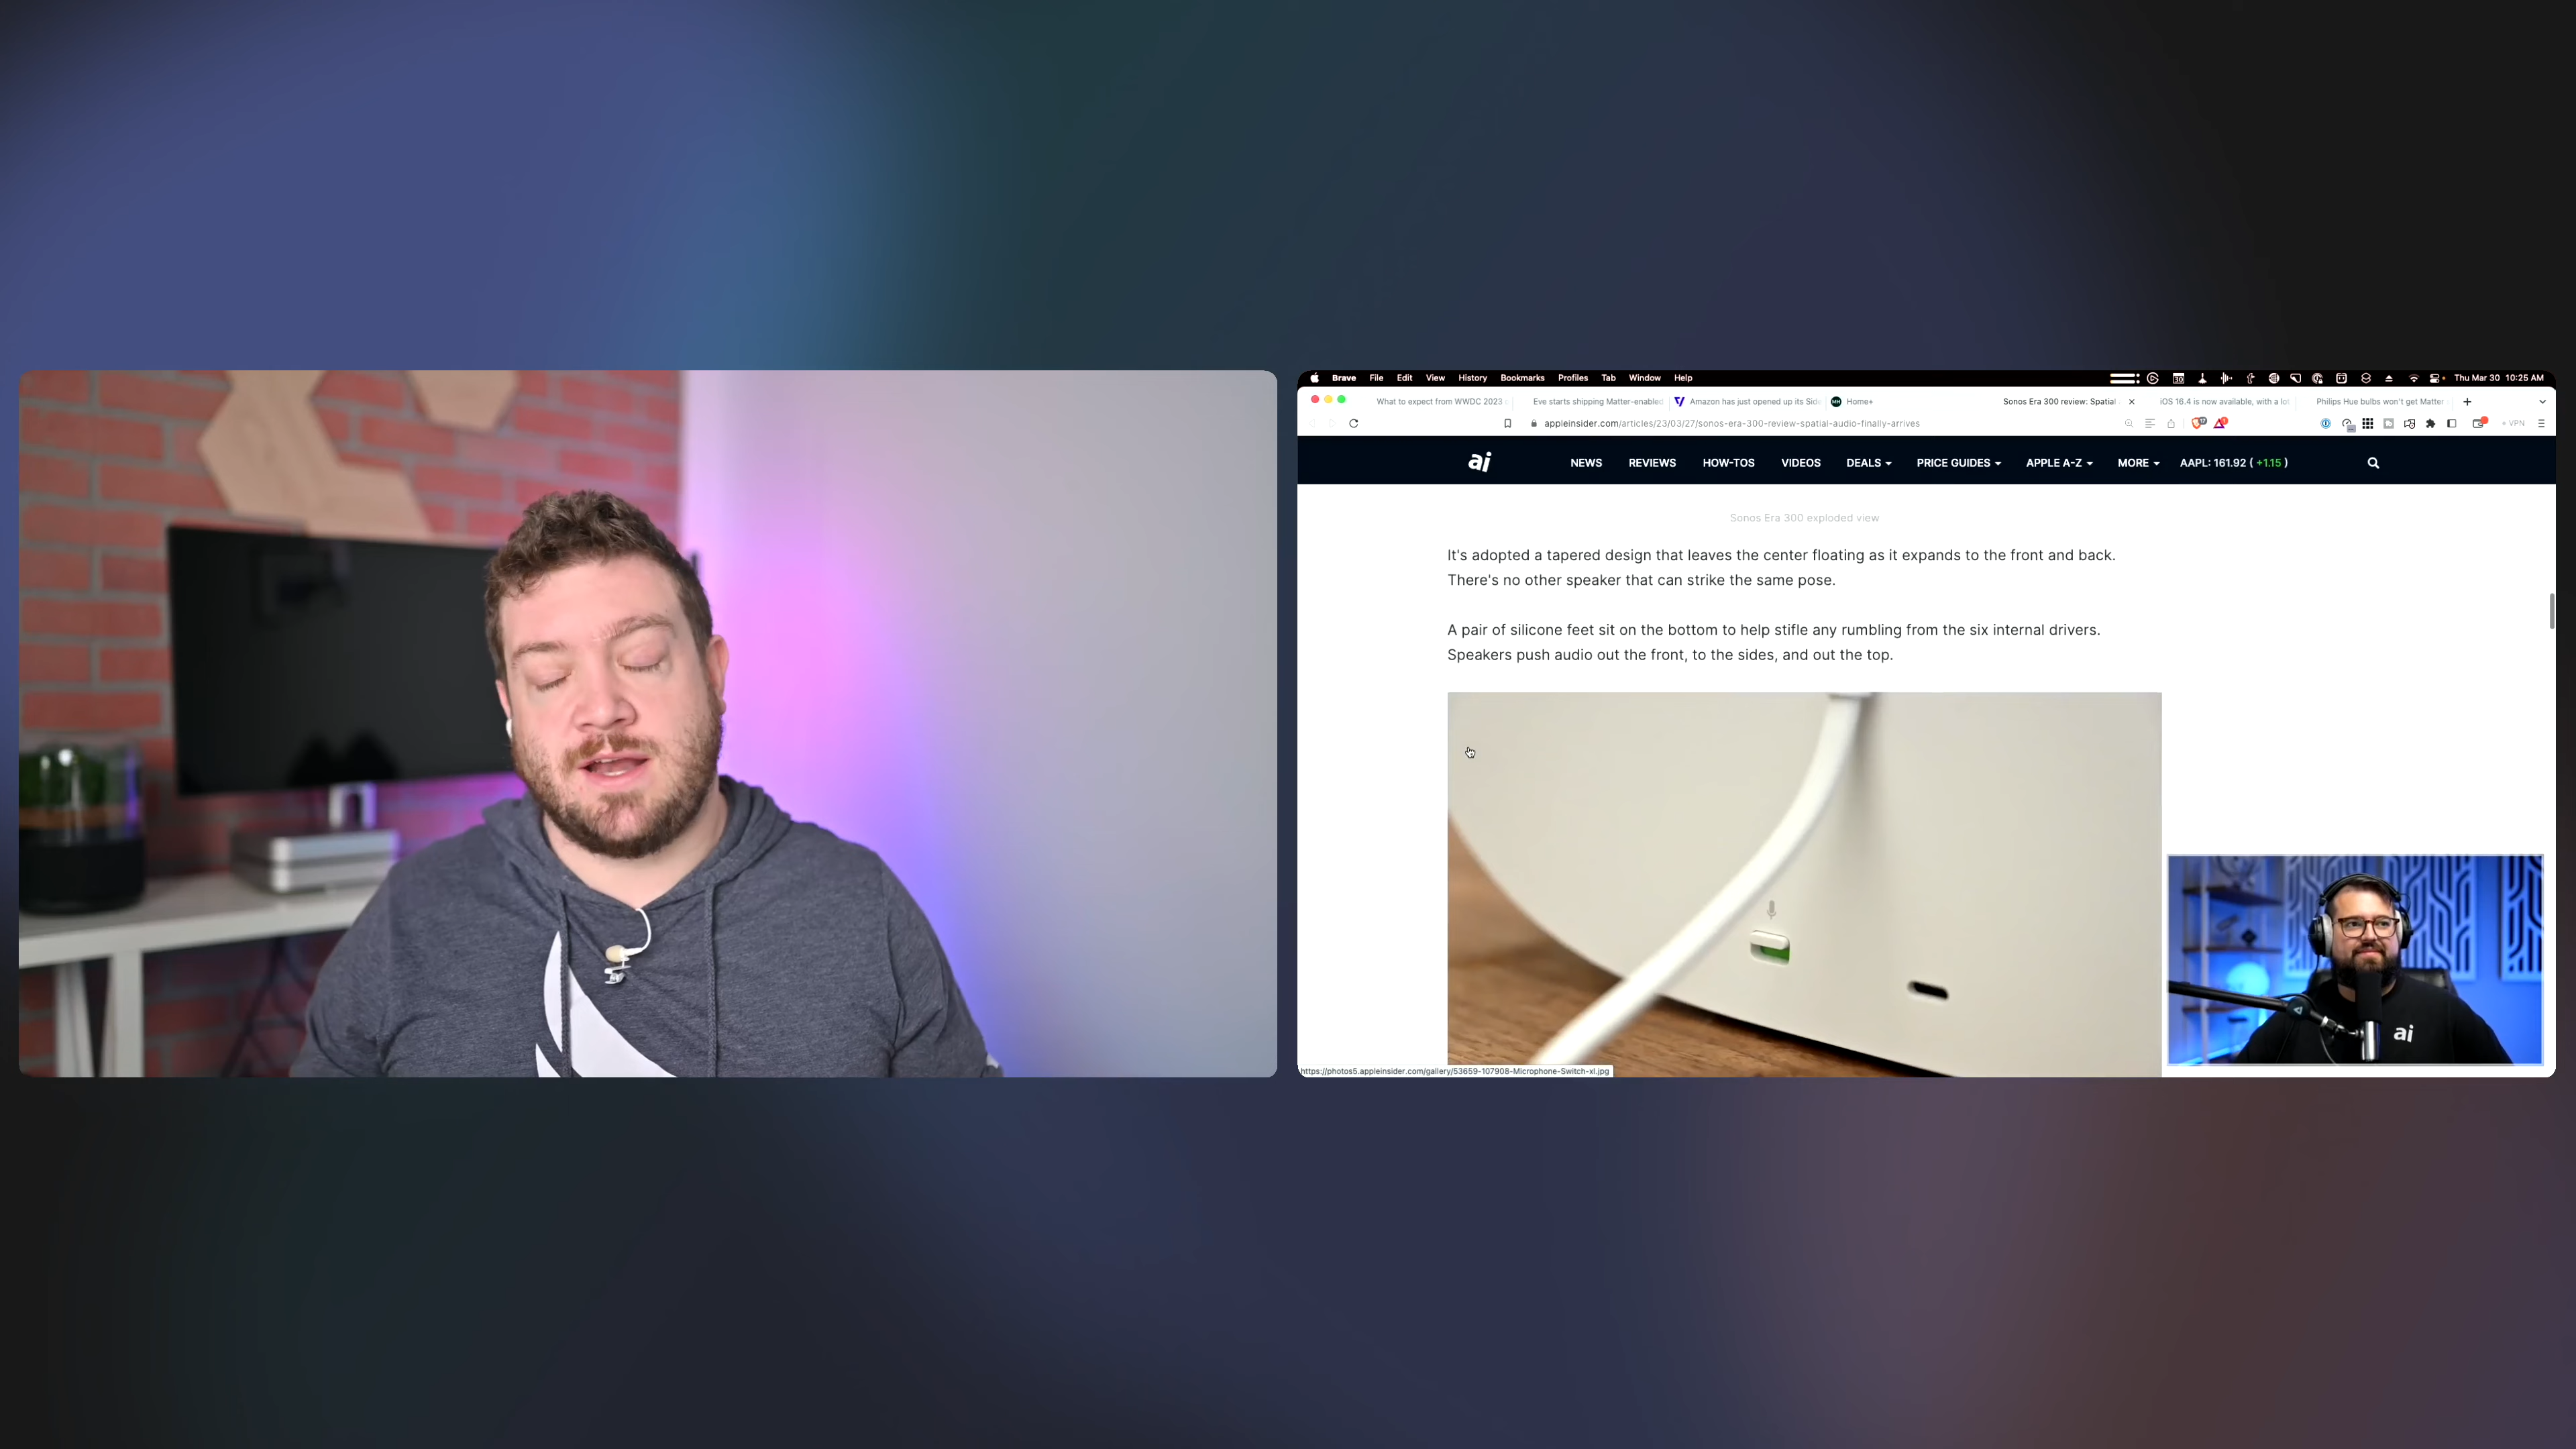 Brave File Edit View History Bookmarks Profiles Tab Window Help
30
Thu Mar 30 10:25 AM
What to expect from WWDC 2023
Eve starts shipping Matter-enabled
Amazon has just opened up its Side
Home+
Sonos Era 300 review: Spatial
iOS 16.4 is now available, with a lot
Philips Hue bulbs won't get Matter
appleinsider.com/articles/23/03/27/sonos-era-300-review-spatial-audio-finally-arrives
VPN
ai
NEWS REVIEWS HOW-TOS VIDEOS DEALS PRICE GUIDES APPLE A-Z MORE AAPL: 161.92 ( +1.15 )
Sonos Era 300 exploded view
It's adopted a tapered design that leaves the center floating as it expands to the front and back.
There's no other speaker that can strike the same pose.
A pair of silicone feet sit on the bottom to help stifle any rumbling from the six internal drivers.
Speakers push audio out the front, to the sides, and out the top.
ai
https://photos5.appleinsider.com/gallery/53659-107908-Microphone-Switch-xl.jpg